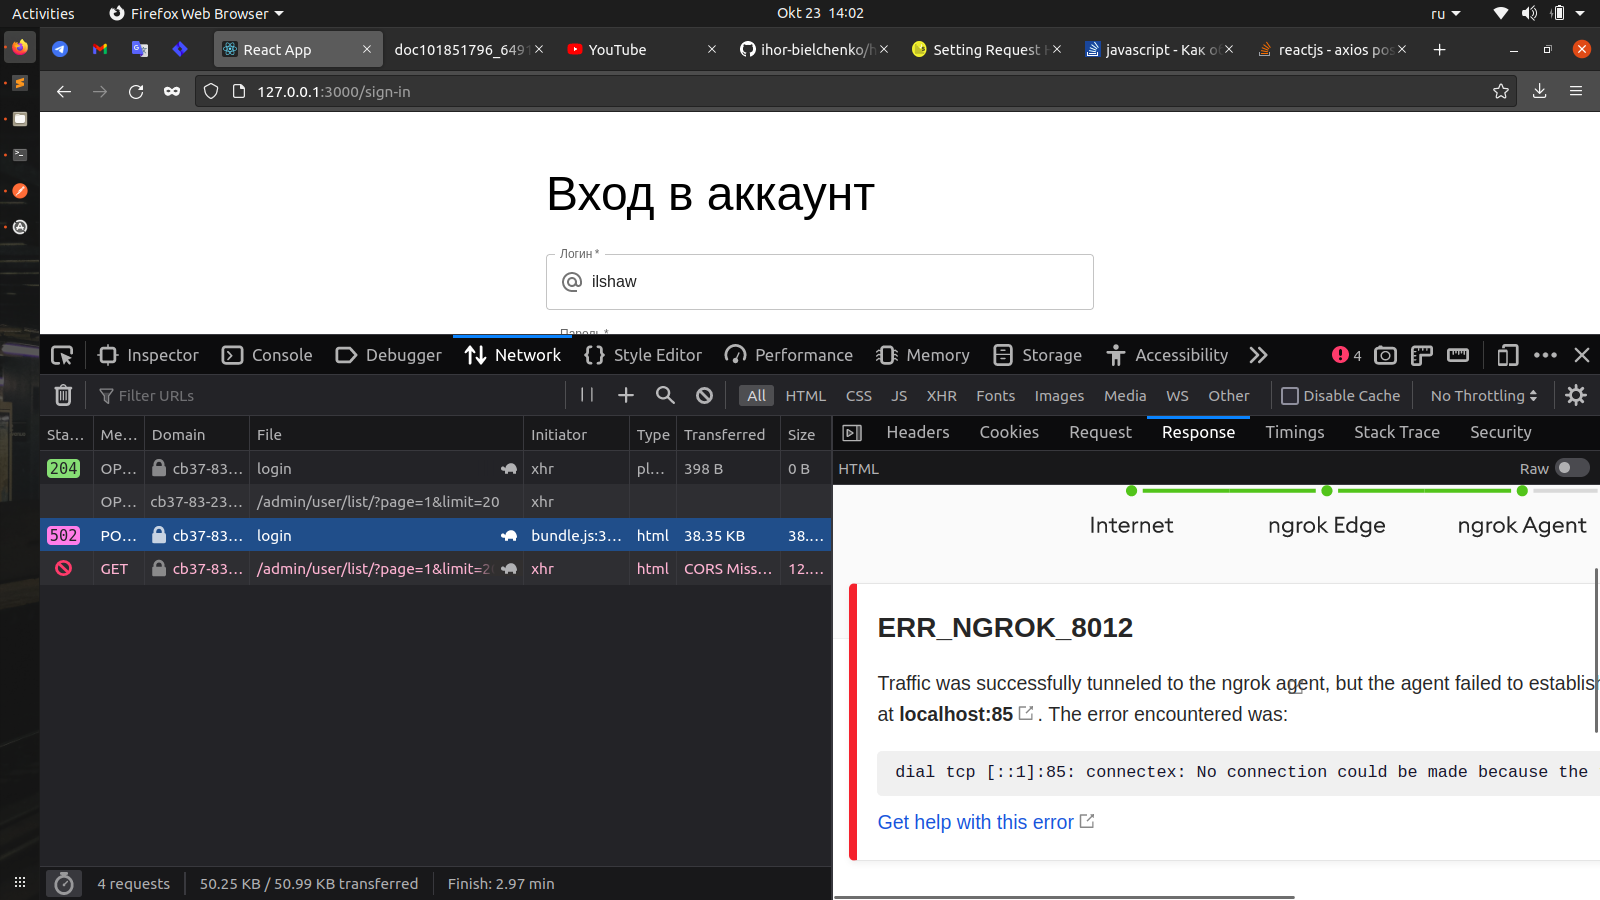 Activities
Firefox Web Browser
Okt 23 14:02
ru
React App
doc101851796_6491
YouTube
ihor-bielchenko/h
Setting Request H
javascript - Как об
reactjs - axios pos
127.0.0.1:3000/sign-in
Вход в аккаунт
Логин *
ilshaw
Пароль *
Inspector
Console
Debugger
Network
Style Editor
Performance
Memory
Storage
Accessibility
4
Filter URLs
All
HTML
CSS
JS
XHR
Fonts
Images
Media
WS
Other
Disable Cache
No Throttling
Sta... Me... Domain File Initiator Type Transferred Size
204 OP... cb37-83... login xhr pl... 398 B 0 B
OP... cb37-83-23... /admin/user/list/?page=1&limit=20 xhr
502 PO... cb37-83... login bundle.js:3... html 38.35 KB 38....
GET cb37-83... /admin/user/list/?page=1&limit=20 xhr html CORS Miss... 12....
Headers
Cookies
Request
Response
Timings
Stack Trace
Security
HTML
Raw
Internet
ngrok Edge
ngrok Agent
ERR_NGROK_8012
Traffic was successfully tunneled to the ngrok agent, but the agent failed to establis
at localhost:85 . The error encountered was:
dial tcp [::1]:85: connectex: No connection could be made because the
Get help with this error
4 requests
50.25 KB / 50.99 KB transferred
Finish: 2.97 min